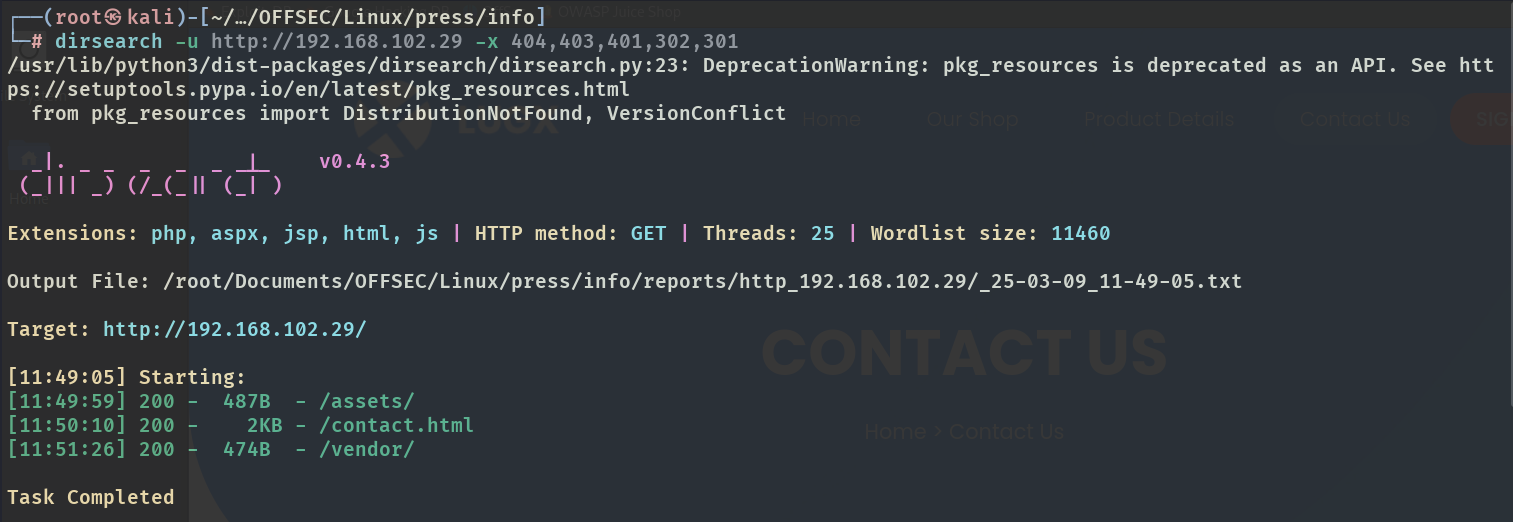 ┌──(root㉿kali)-[~/…/OFFSEC/Linux/press/info]
└─# dirsearch -u http://192.168.102.29 -x 404,403,401,302,301
/usr/lib/python3/dist-packages/dirsearch/dirsearch.py:23: DeprecationWarning: pkg_resources is deprecated as an API. See htt
ps://setuptools.pypa.io/en/latest/pkg_resources.html
  from pkg_resources import DistributionNotFound, VersionConflict
LUGX Home Our Shop Product Details Contact Us SIG
  _|. _ _  _  _  _ _|_    v0.4.3
 (_||| _) (/_(_|| (_| )
Home
Extensions: php, aspx, jsp, html, js | HTTP method: GET | Threads: 25 | Wordlist size: 11460
Output File: /root/Documents/OFFSEC/Linux/press/info/reports/http_192.168.102.29/_25-03-09_11-49-05.txt
Target: http://192.168.102.29/
CONTACT US
[11:49:05] Starting:
[11:49:59] 200 -  487B  - /assets/
[11:50:10] 200 -    2KB - /contact.html
Home > Contact Us
[11:51:26] 200 -  474B  - /vendor/
Task Completed